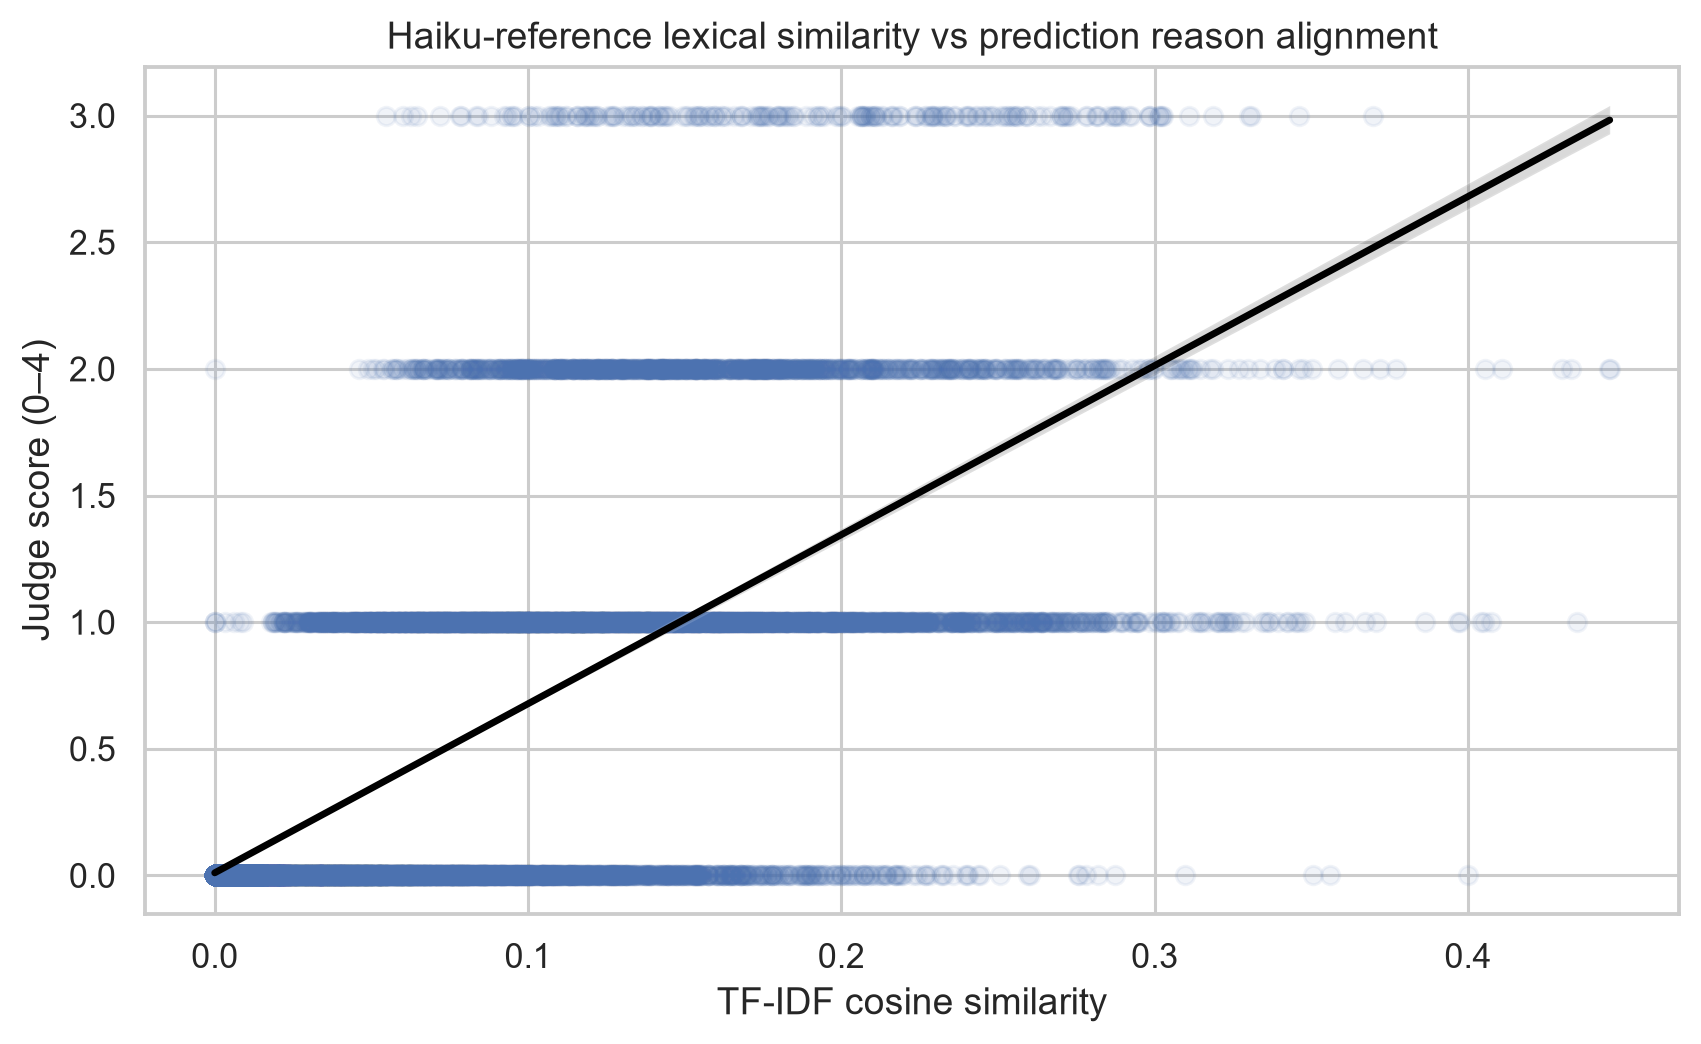 Haiku-reference lexical similarity vs prediction reason alignment
Judge score (0–4)
3.0
2.5
2.0
1.5
1.0
0.5
0.0
0.0 0.1 0.2 0.3 0.4
TF-IDF cosine similarity